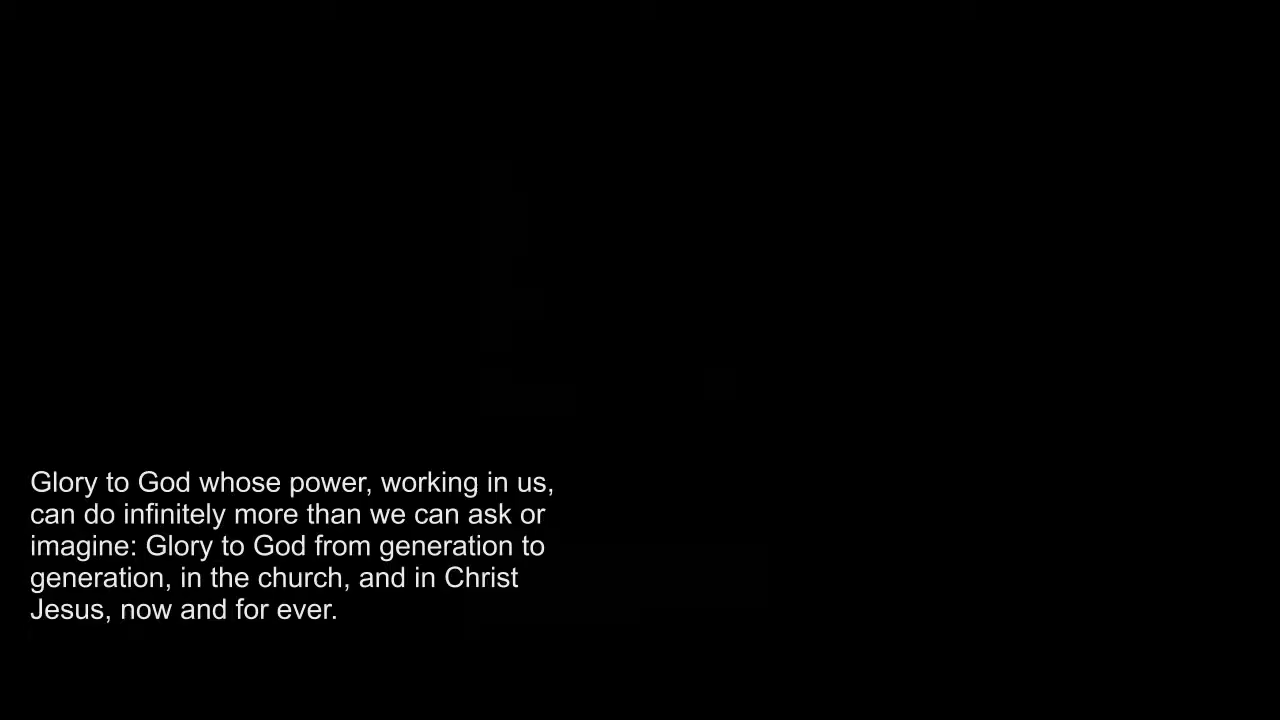 Glory to God whose power, working in us,
can do infinitely more than we can ask or
imagine: Glory to God from generation to
generation, in the church, and in Christ
Jesus, now and for ever.